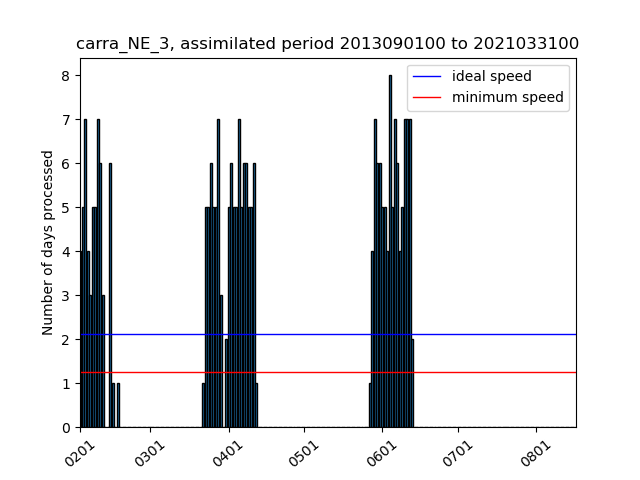 carra_NE_3, assimilated period 2013090100 to 2021033100
ideal speed
minimum speed
Number of days processed
8
7
6
5
4
3
2
1
0
0201 0301 0401 0501 0601 0701 0801